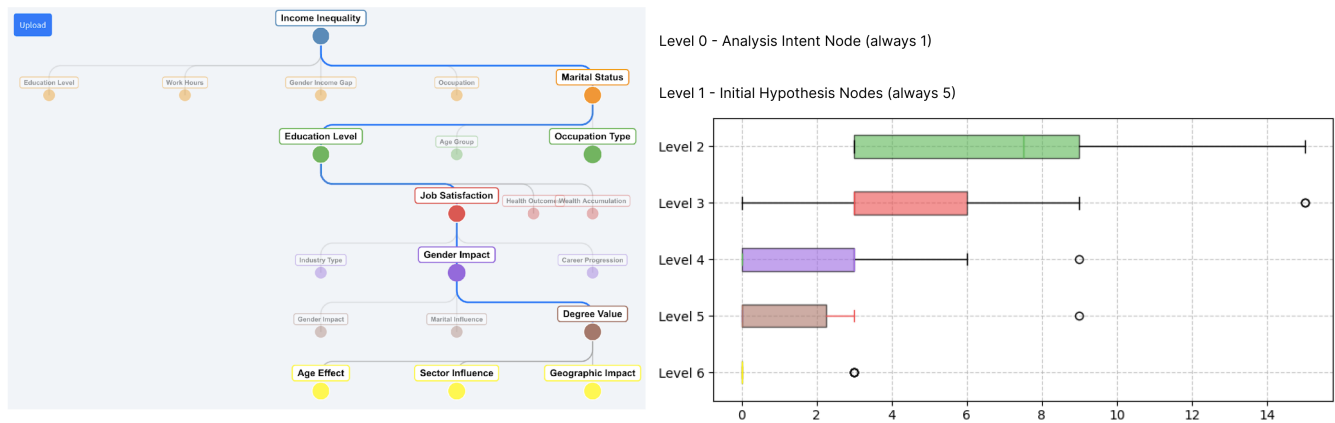 Upload
Income Inequality
Education Level
Work Hours
Gender Income Gap
Occupation
Marital Status
Education Level
Age Group
Occupation Type
Job Satisfaction
Health Outcomes
Wealth Accumulation
Industry Type
Gender Impact
Career Progression
Gender Impact
Marital Influence
Degree Value
Age Effect
Sector Influence
Geographic Impact
Level 0 - Analysis Intent Node (always 1)
Level 1 - Initial Hypothesis Nodes (always 5)
Level 2
Level 3
Level 4
Level 5
Level 6
0 2 4 6 8 10 12 14